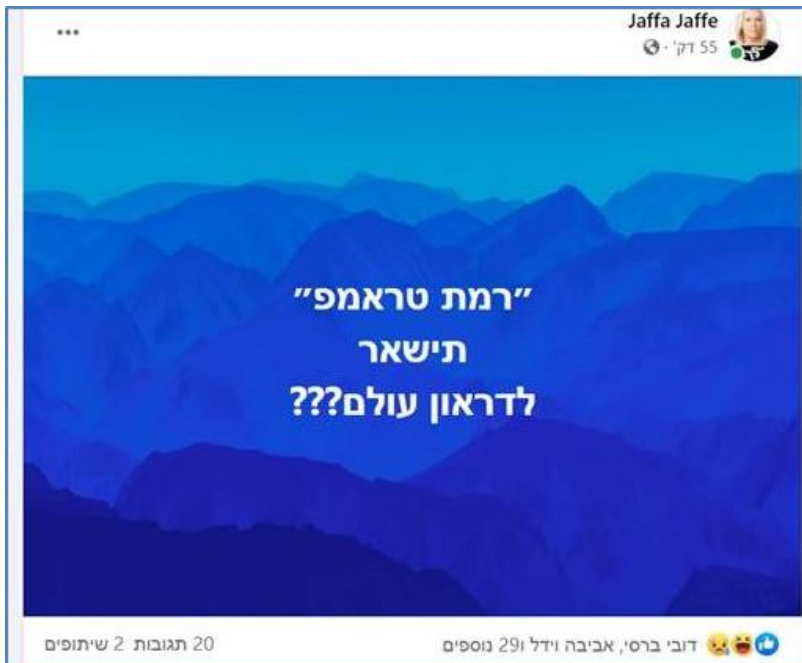 Jaffa Jaffe
55 דק' ·
״רמת טראמפ״
תישאר
לדראון עולם???
דובי ברסי, אביבה וידל ו29 נוספים
20 תגובות 2 שיתופים